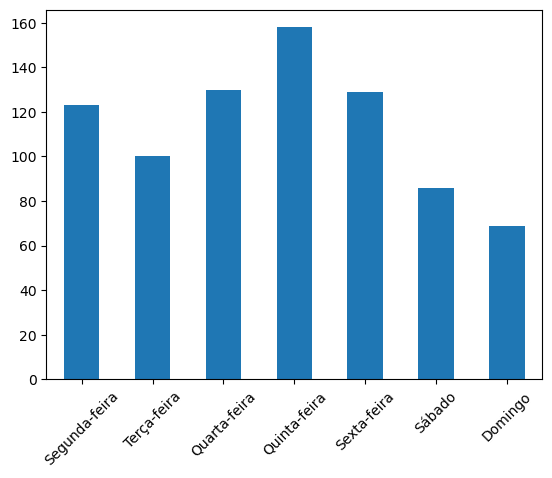 160
140
120
100
80
60
40
20
0
Segunda-feira
Terça-feira
Quarta-feira
Quinta-feira
Sexta-feira
Sábado
Domingo